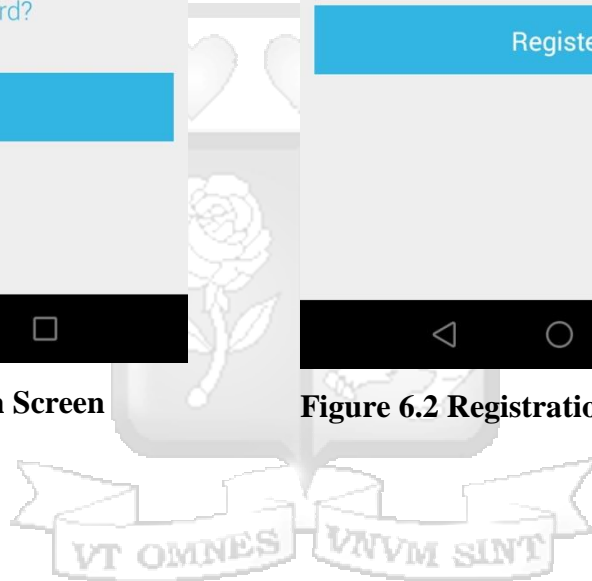 rd?
Registe
n Screen
Figure 6.2 Registratio
VT OMNES VNVM SINT